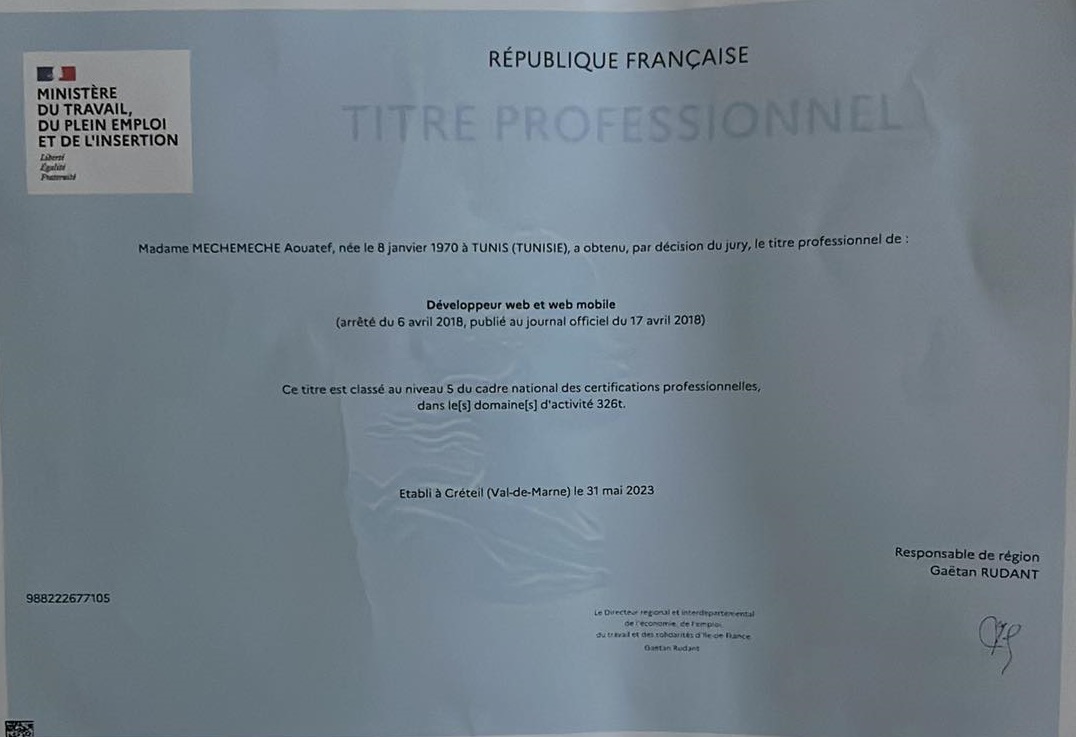 RÉPUBLIQUE FRANÇAISE
TITRE PROFESSIONNEL
MINISTÈRE
DU TRAVAIL,
DU PLEIN EMPLOI
ET DE L'INSERTION
Liberté
Égalité
Fraternité
Madame MECHEMECHE Aouatef, née le 8 janvier 1970 à TUNIS (TUNISIE), a obtenu, par décision du jury, le titre professionnel de :
Développeur web et web mobile
(arrêté du 6 avril 2018, publié au journal officiel du 17 avril 2018)
Ce titre est classé au niveau 5 du cadre national des certifications professionnelles,
dans le[s] domaine[s] d'activité 326t.
Etabli à Créteil (Val-de-Marne) le 31 mai 2023
Responsable de région
Gaëtan RUDANT
988222677105
Le Directeur regional et interdepartemental
de l'economie, de l'emploi,
du travail et des solidarités d'Ile de France
Gaetan Rudant